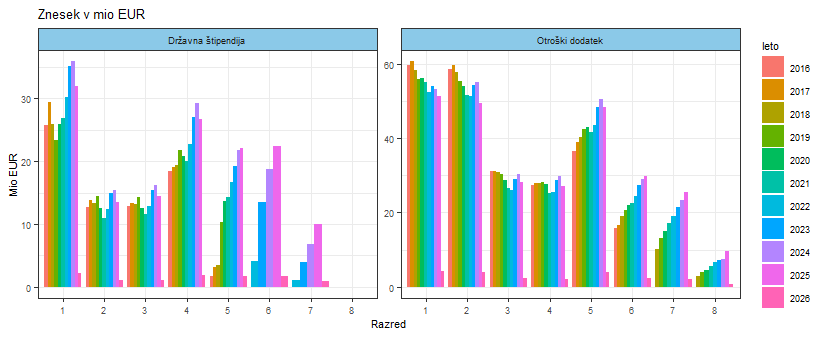 Znesek v mio EUR
Državna štipendija
Otroški dodatek
Mio EUR
30
20
10
0
60
40
20
0
1 2 3 4 5 6 7 8
1 2 3 4 5 6 7 8
Razred
leto
2016
2017
2018
2019
2020
2021
2022
2023
2024
2025
2026